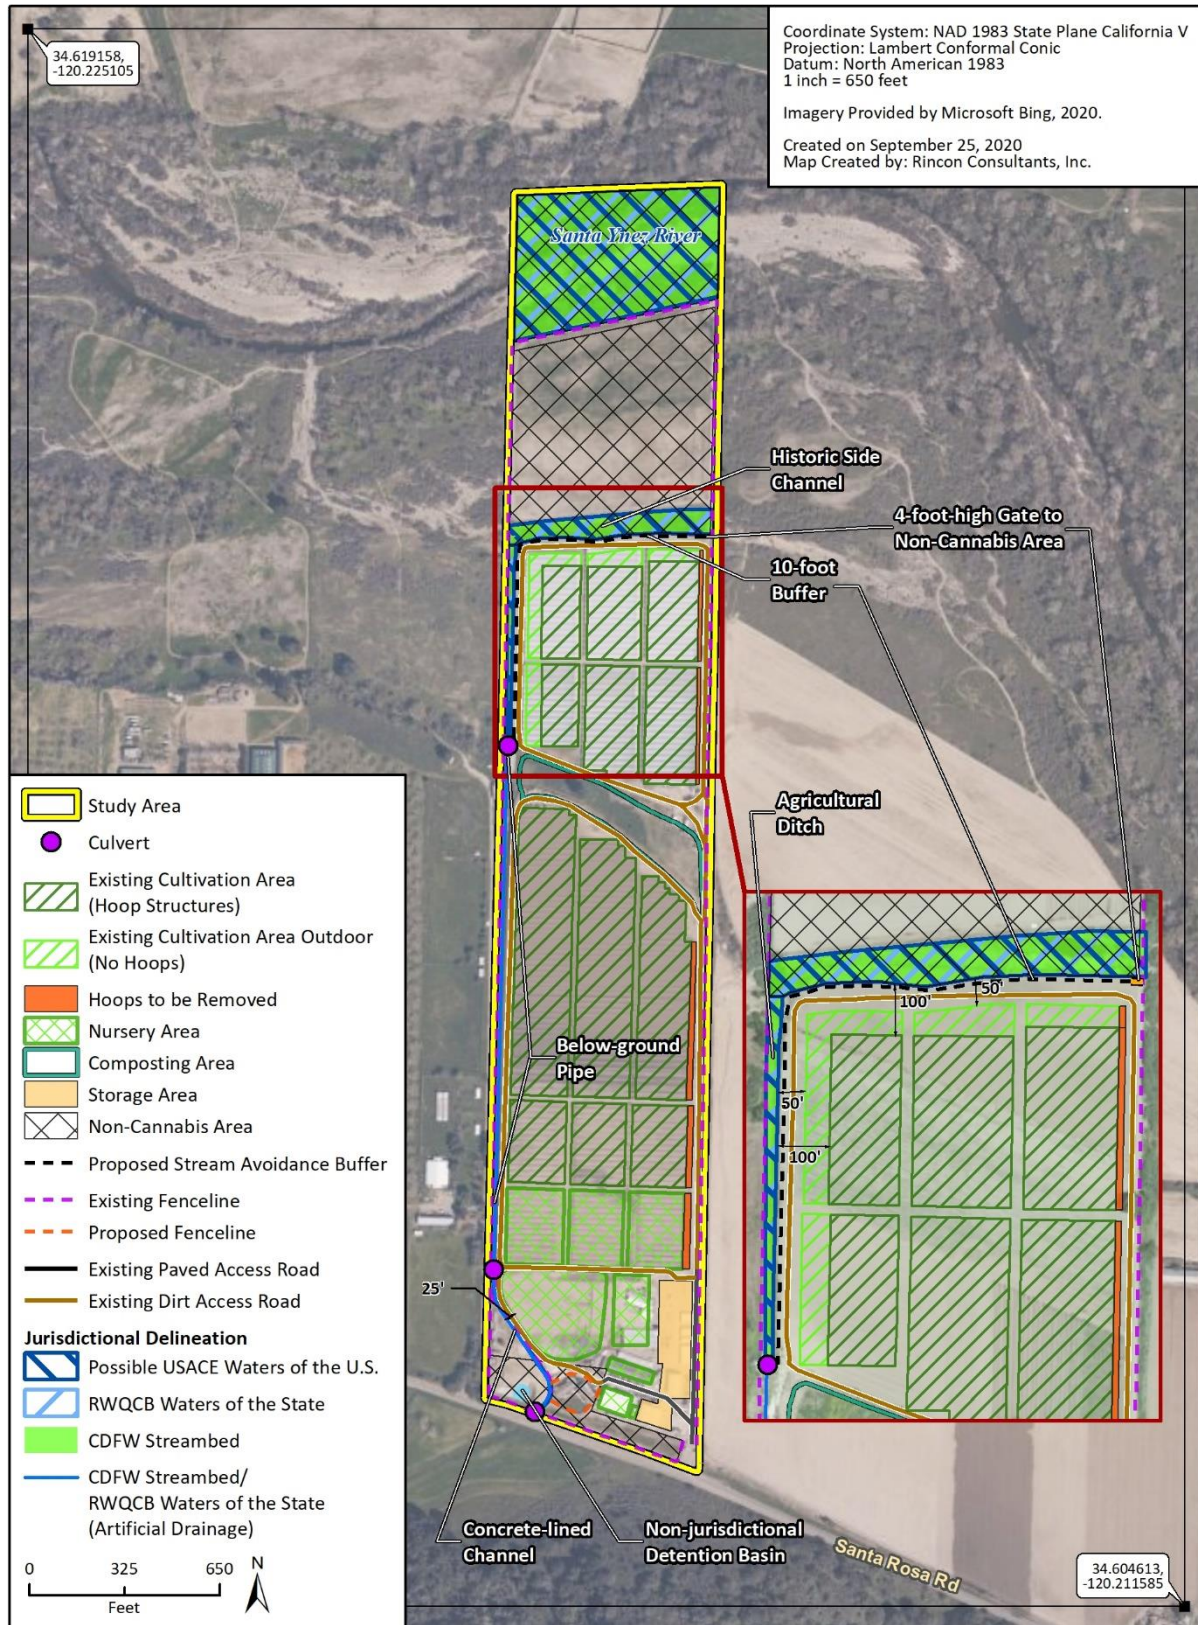 34.619158,
-120.225105
Coordinate System: NAD 1983 State Plane California V
Projection: Lambert Conformal Conic
Datum: North American 1983
1 inch = 650 feet
Imagery Provided by Microsoft Bing, 2020.
Created on September 25, 2020
Map Created by: Rincon Consultants, Inc.
Santa Ynez River
Historic Side
Channel
4-foot-high Gate to
Non-Cannabis Area
10-foot
Buffer
Agricultural
Ditch
Below-ground
Pipe
100'
50'
50'
100'
25'
Concrete-lined
Channel
Non-jurisdictional
Detention Basin
Santa Rosa Rd
34.604613,
-120.211585
Study Area
Culvert
Existing Cultivation Area
(Hoop Structures)
Existing Cultivation Area Outdoor
(No Hoops)
Hoops to be Removed
Nursery Area
Composting Area
Storage Area
Non-Cannabis Area
Proposed Stream Avoidance Buffer
Existing Fenceline
Proposed Fenceline
Existing Paved Access Road
Existing Dirt Access Road
Jurisdictional Delineation
Possible USACE Waters of the U.S.
RWQCB Waters of the State
CDFW Streambed
CDFW Streambed/
RWQCB Waters of the State
(Artificial Drainage)
0 325 650
Feet
N